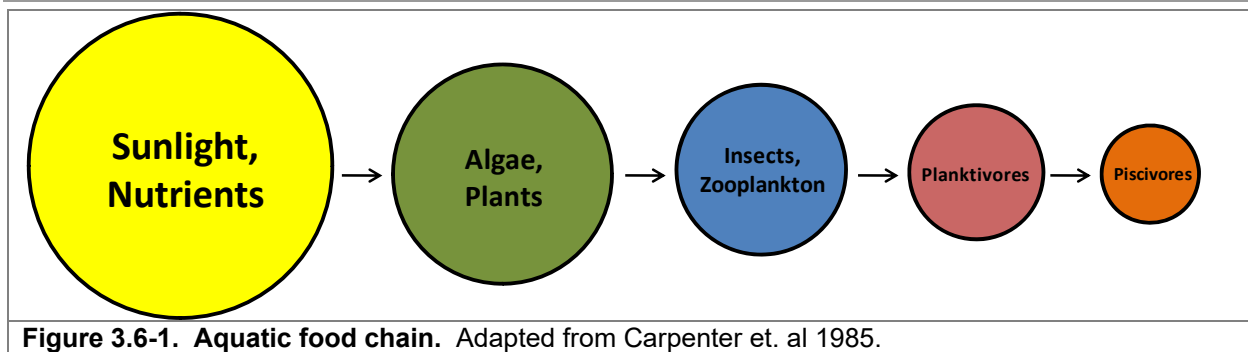 Sunlight,
Nutrients
Algae,
Plants
Insects,
Zooplankton
Planktivores
Piscivores
Figure 3.6-1. Aquatic food chain. Adapted from Carpenter et. al 1985.